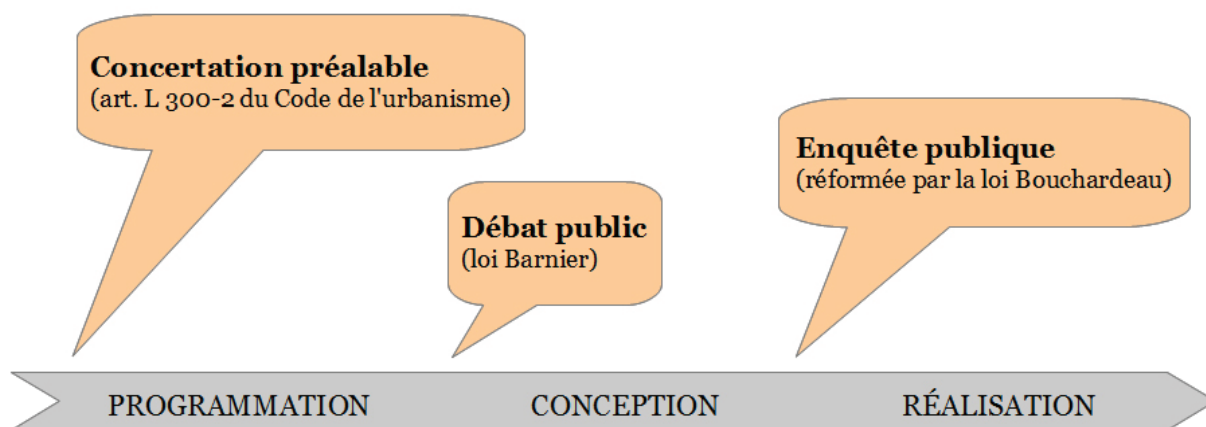 Concertation préalable
(art. L 300-2 du Code de l'urbanisme)
Débat public
(loi Barnier)
Enquête publique
(réformée par la loi Bouchardeau)
PROGRAMMATION CONCEPTION RÉALISATION